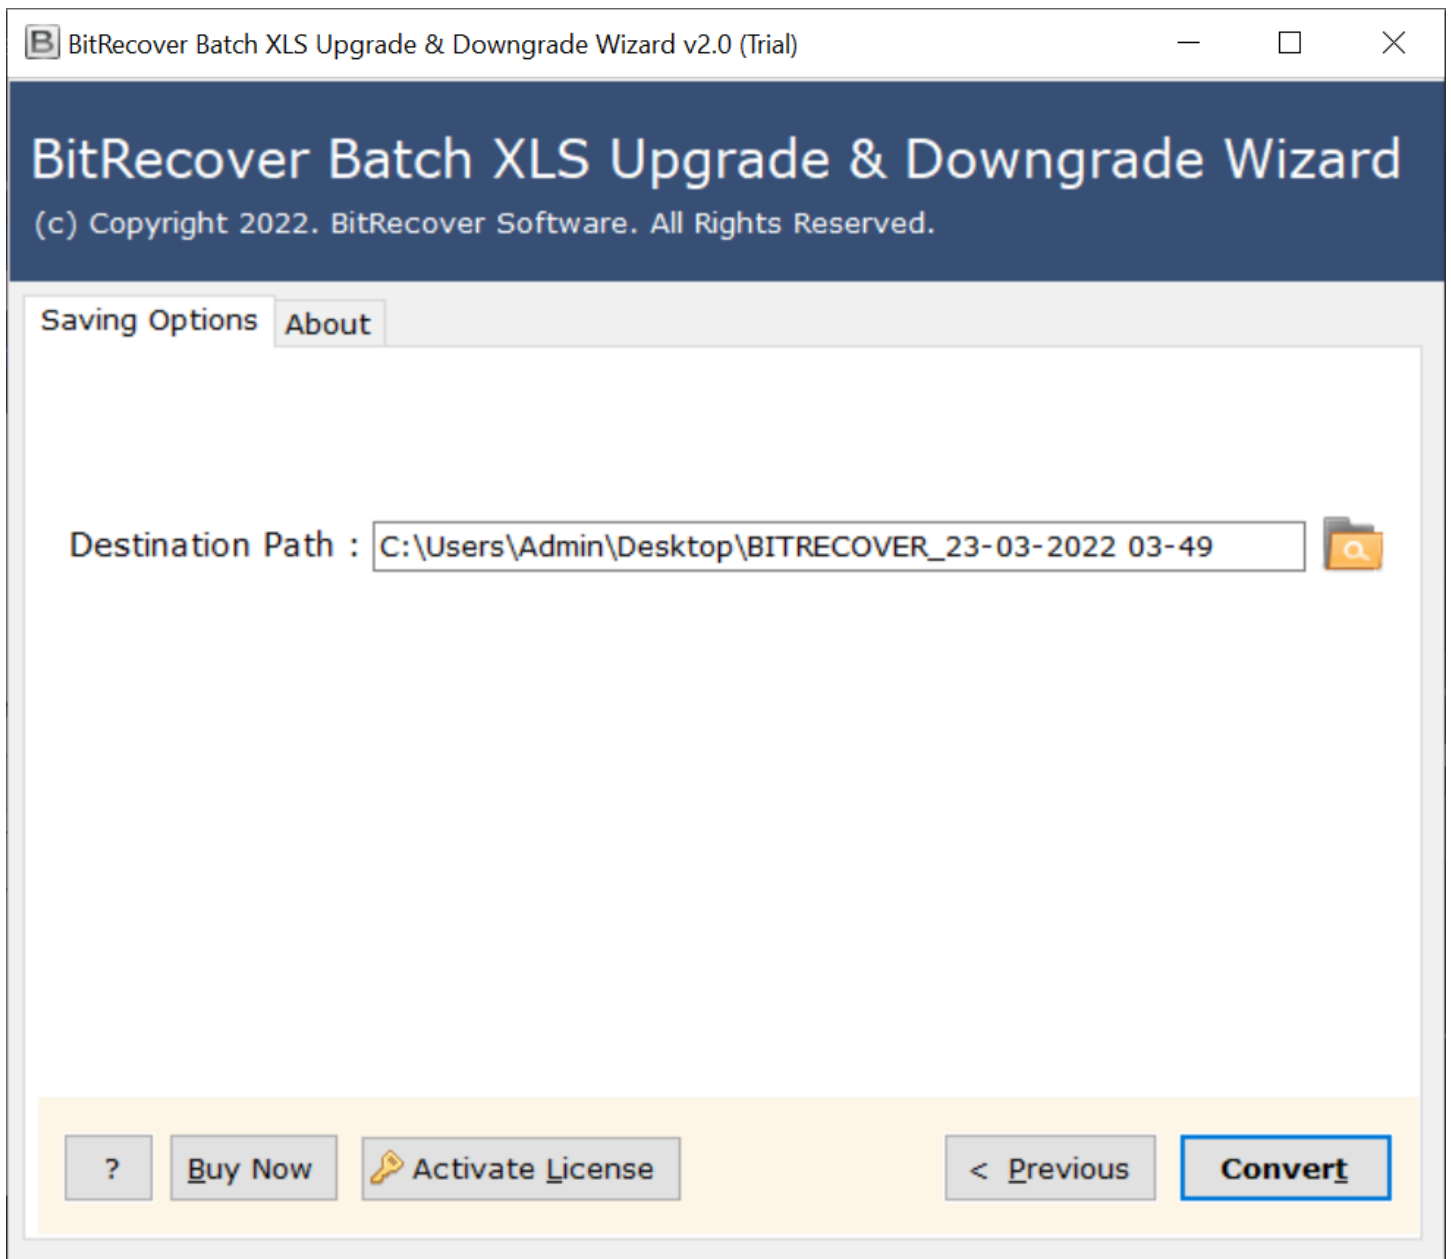 B BitRecover Batch XLS Upgrade & Downgrade Wizard v2.0 (Trial)
BitRecover Batch XLS Upgrade & Downgrade Wizard
(c) Copyright 2022. BitRecover Software. All Rights Reserved.
Saving Options About
Destination Path : C:\Users\Admin\Desktop\BITRECOVER_23-03-2022 03-49
? Buy Now Activate License < Previous Convert